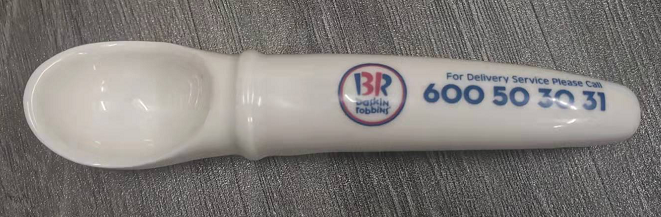 BR
baskin
robbins
For Delivery Service Please Call
600 50 30 31